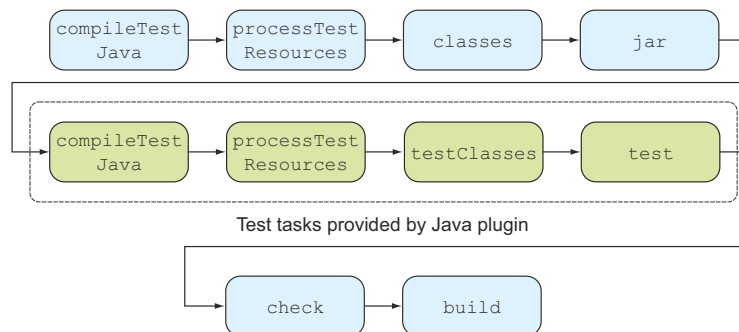 compileTest
Java
processTest
Resources
classes
jar
compileTest
Java
processTest
Resources
testClasses
test
Test tasks provided by Java plugin
check
build